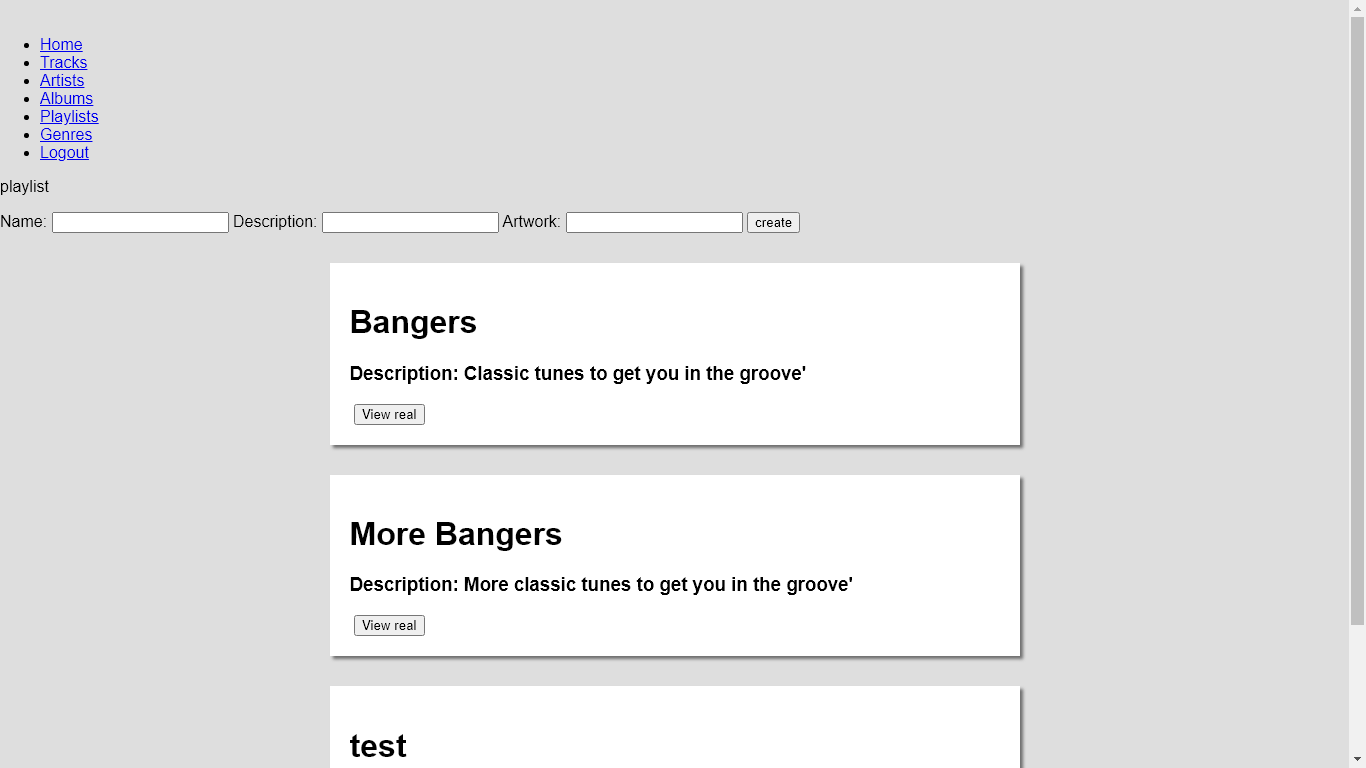 Home
Tracks
Artists
Albums
Playlists
Genres
Logout
playlist
Name: Description: Artwork: create
Bangers
Description: Classic tunes to get you in the groove'
View real
More Bangers
Description: More classic tunes to get you in the groove'
View real
test